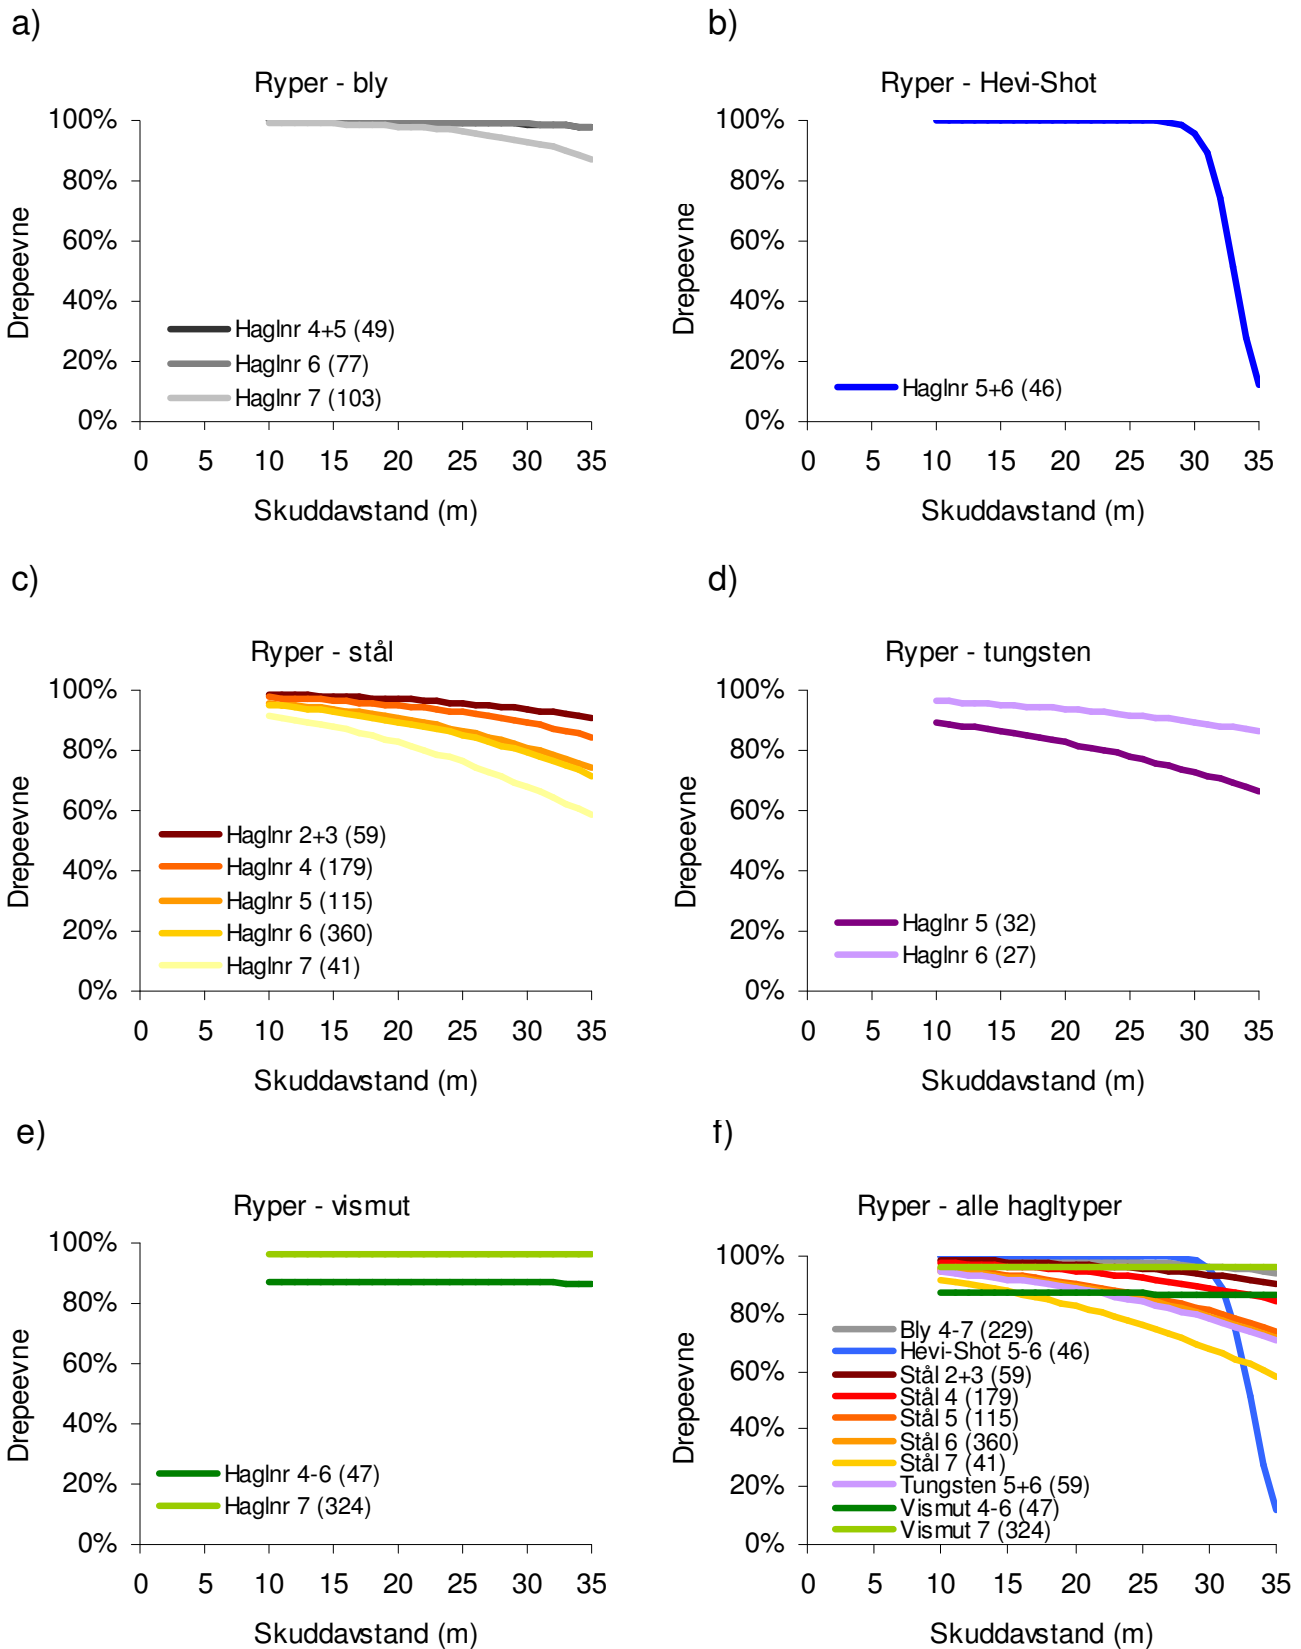 a)
Ryper - bly
100%
80%
60%
40%
20%
0%
Drepeevne
Haglnr 4+5 (49)
Haglnr 6 (77)
Haglnr 7 (103)
0 5 10 15 20 25 30 35
Skuddavstand (m)
b)
Ryper - Hevi-Shot
100%
80%
60%
40%
20%
0%
Drepeevne
Haglnr 5+6 (46)
0 5 10 15 20 25 30 35
Skuddavstand (m)
c)
Ryper - stål
100%
80%
60%
40%
20%
0%
Drepeevne
Haglnr 2+3 (59)
Haglnr 4 (179)
Haglnr 5 (115)
Haglnr 6 (360)
Haglnr 7 (41)
0 5 10 15 20 25 30 35
Skuddavstand (m)
d)
Ryper - tungsten
100%
80%
60%
40%
20%
0%
Drepeevne
Haglnr 5 (32)
Haglnr 6 (27)
0 5 10 15 20 25 30 35
Skuddavstand (m)
e)
Ryper - vismut
100%
80%
60%
40%
20%
0%
Drepeevne
Haglnr 4-6 (47)
Haglnr 7 (324)
0 5 10 15 20 25 30 35
Skuddavstand (m)
f)
Ryper - alle hagltyper
100%
80%
60%
40%
20%
0%
Drepeevne
Bly 4-7 (229)
Hevi-Shot 5-6 (46)
Stål 2+3 (59)
Stål 4 (179)
Stål 5 (115)
Stål 6 (360)
Stål 7 (41)
Tungsten 5+6 (59)
Vismut 4-6 (47)
Vismut 7 (324)
0 5 10 15 20 25 30 35
Skuddavstand (m)